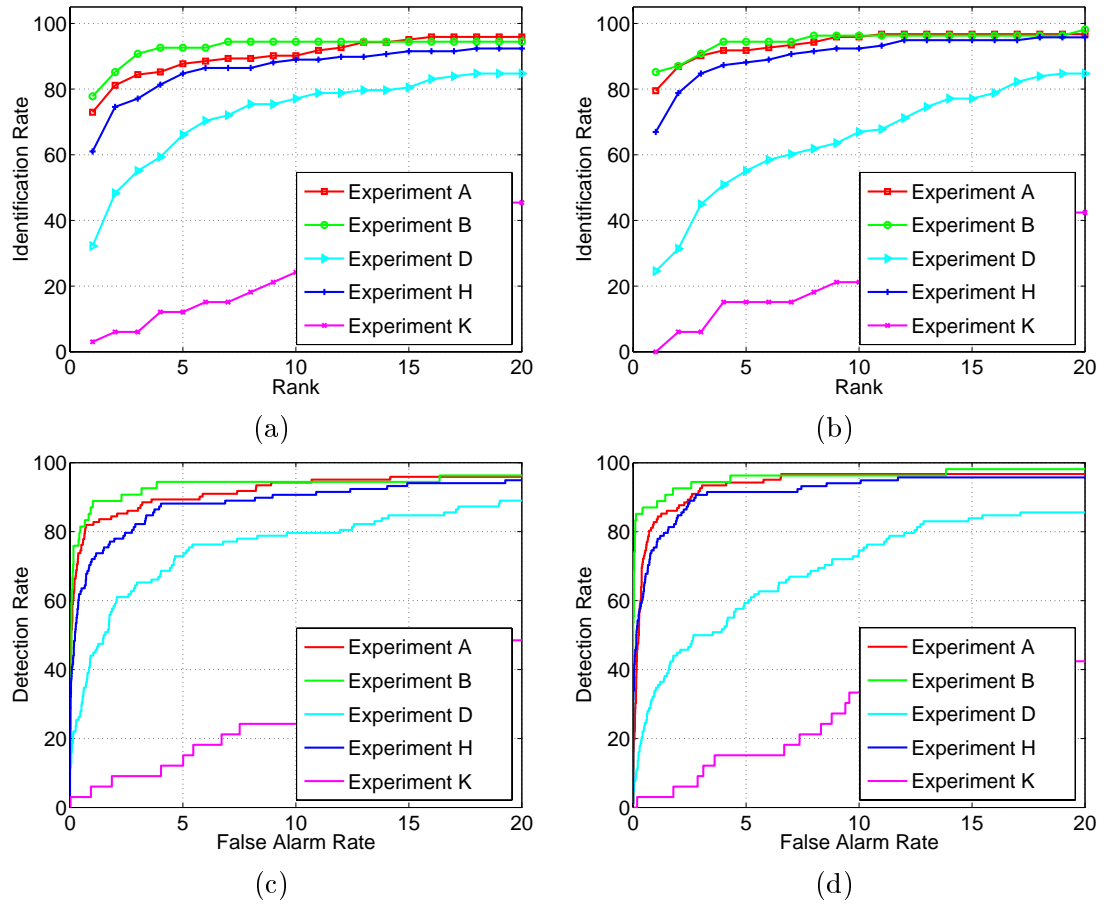 100
80
60
40
20
0
0 5 10 15 20
Identification Rate
Rank
Experiment A
Experiment B
Experiment D
Experiment H
Experiment K
(a)
100
80
60
40
20
0
0 5 10 15 20
Identification Rate
Rank
Experiment A
Experiment B
Experiment D
Experiment H
Experiment K
(b)
100
80
60
40
20
0
0 5 10 15 20
Detection Rate
False Alarm Rate
Experiment A
Experiment B
Experiment D
Experiment H
Experiment K
(c)
100
80
60
40
20
0
0 5 10 15 20
Detection Rate
False Alarm Rate
Experiment A
Experiment B
Experiment D
Experiment H
Experiment K
(d)